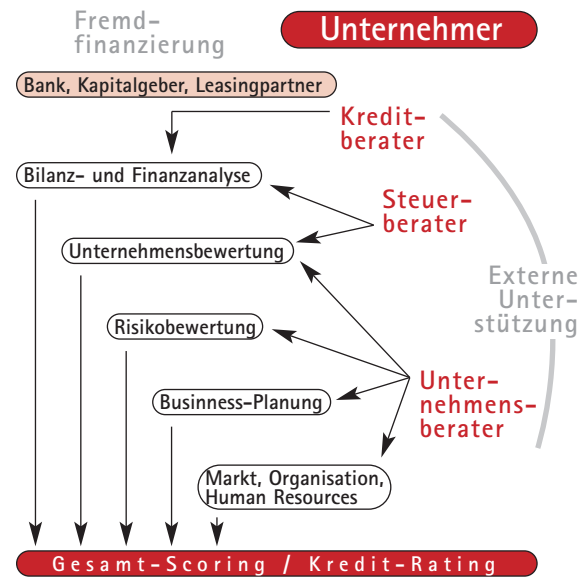 Fremd-
finanzierung
Unternehmer
Bank, Kapitalgeber, Leasingpartner
Kredit-
berater
Bilanz- und Finanzanalyse
Steuer-
berater
Unternehmensbewertung
Externe
Unter-
stützung
Risikobewertung
Unter-
nehmens-
berater
Businness-Planung
Markt, Organisation,
Human Resources
Gesamt-Scoring / Kredit-Rating